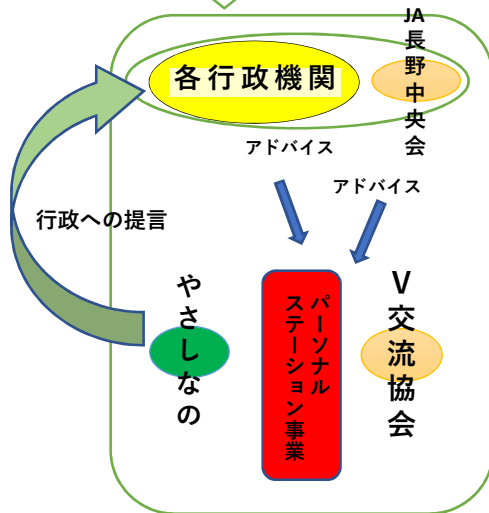 JA長野中央会
各行政機関
アドバイス
アドバイス
行政への提言
やさしなの
パーソナル
ステーション事業
V交流協会